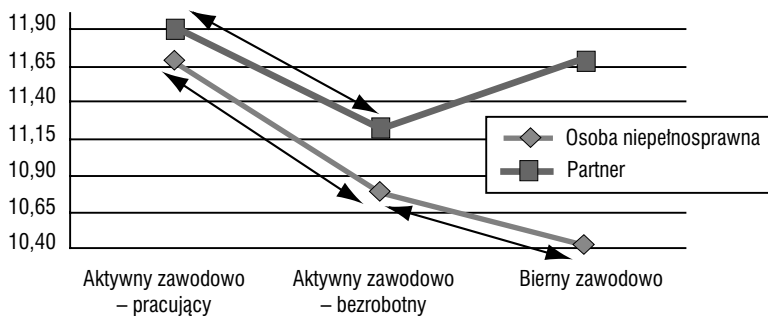 11,90
11,65
11,40
11,15
10,90
10,65
10,40
Osoba niepełnosprawna
Partner
Aktywny zawodowo
– pracujący
Aktywny zawodowo
– bezrobotny
Bierny zawodowo